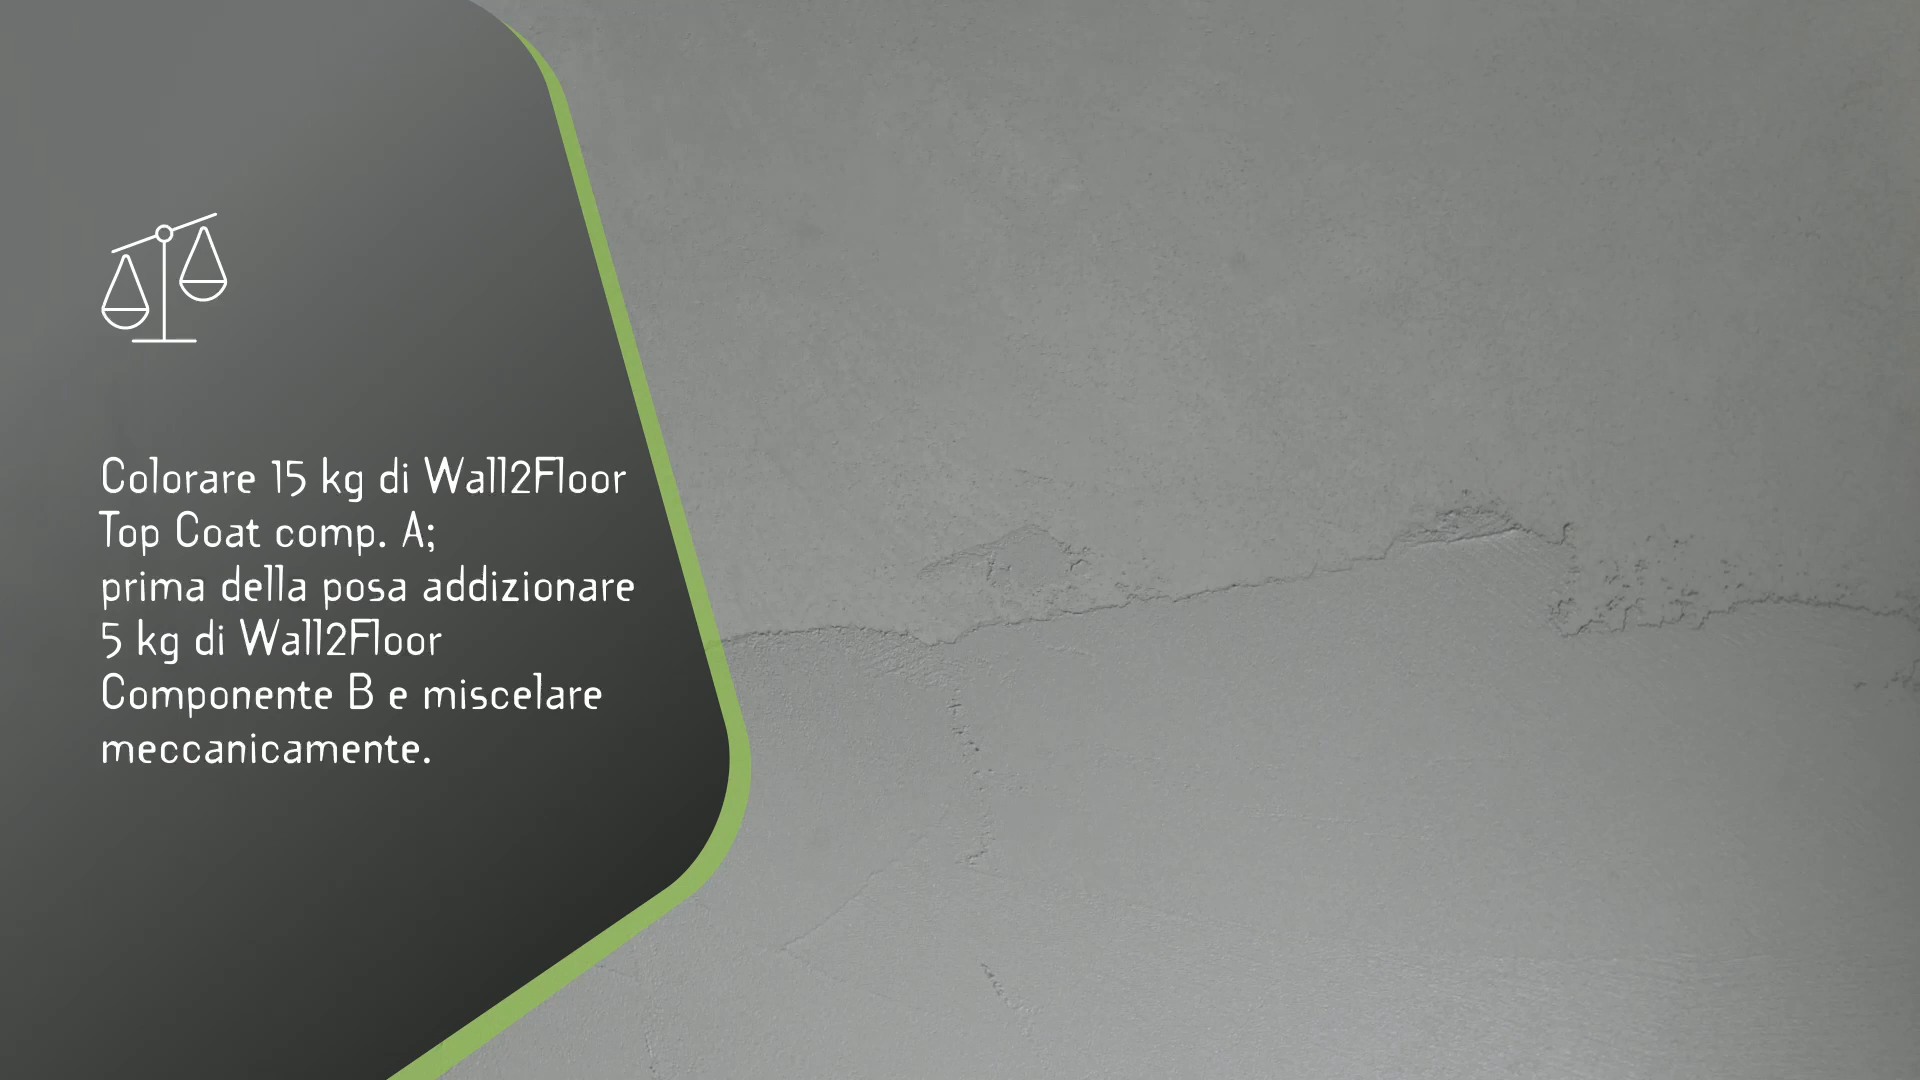 Colorare 15 kg di Wall2Floor
Top Coat comp. A;
prima della posa addizionare
5 kg di Wall2Floor
Componente B e miscelare
meccanicamente.